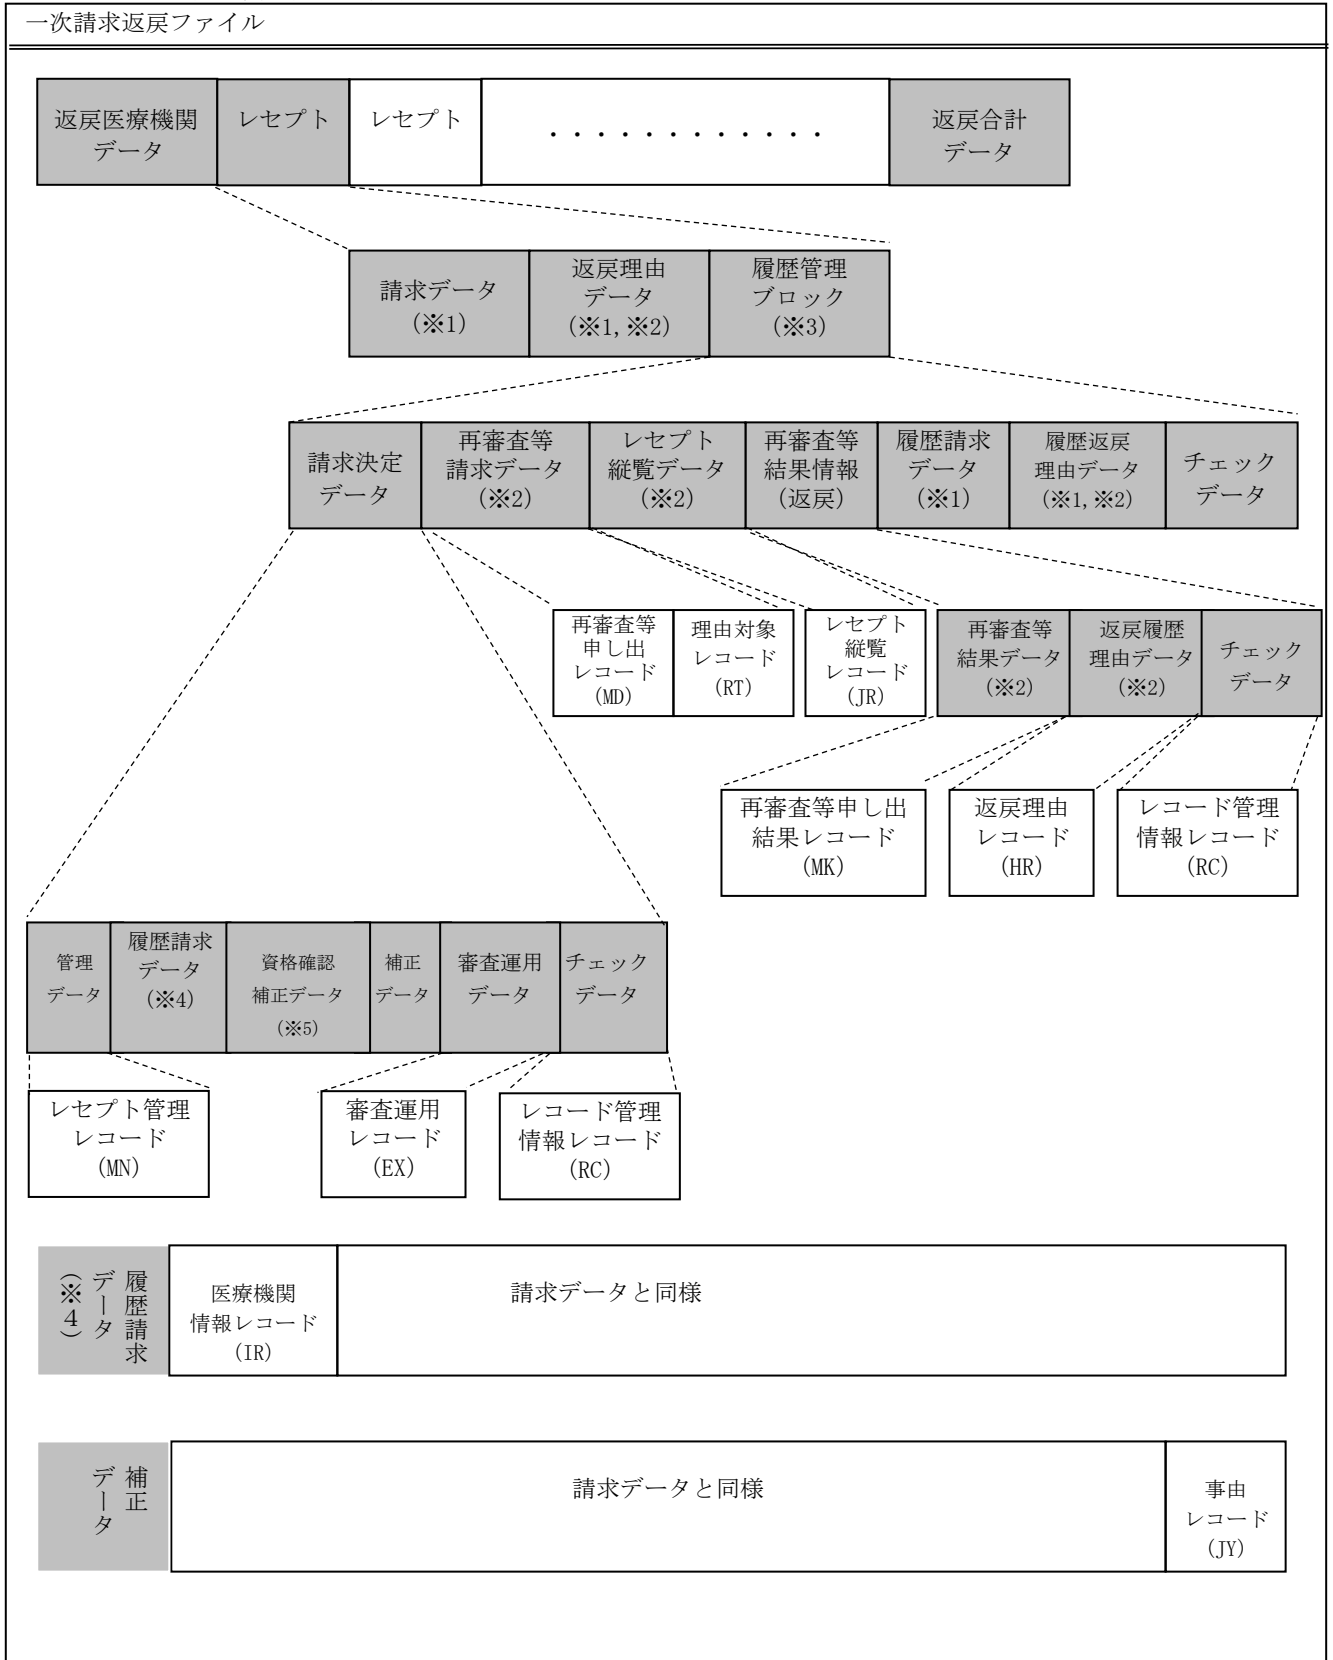 一次請求返戻ファイル
返戻医療機関
データ
レセプト
レセプト
・・・・・・・・・・・・
返戻合計
データ
請求データ
(※1)
返戻理由
データ
(※1,※2)
履歴管理
ブロック
(※3)
請求決定
データ
再審査等
請求データ
(※2)
レセプト
縦覧データ
(※2)
再審査等
結果情報
(返戻)
履歴請求
データ
(※1)
履歴返戻
理由データ
(※1,※2)
チェック
データ
再審査等
申し出
レコード
(MD)
理由対象
レコード
(RT)
レセプト
縦覧
レコード
(JR)
再審査等
結果データ
(※2)
返戻履歴
理由データ
(※2)
チェック
データ
再審査等申し出
結果レコード
(MK)
返戻理由
レコード
(HR)
レコード管理
情報レコード
(RC)
管理
データ
履歴請求
データ
(※4)
資格確認
補正データ
(※5)
補正
データ
審査運用
データ
チェック
データ
レセプト管理
レコード
(MN)
審査運用
レコード
(EX)
レコード管理
情報レコード
(RC)
履歴請求
データ
(※4)
医療機関
情報レコード
(IR)
請求データと同様
補正
データ
請求データと同様
事由
レコード
(JY)